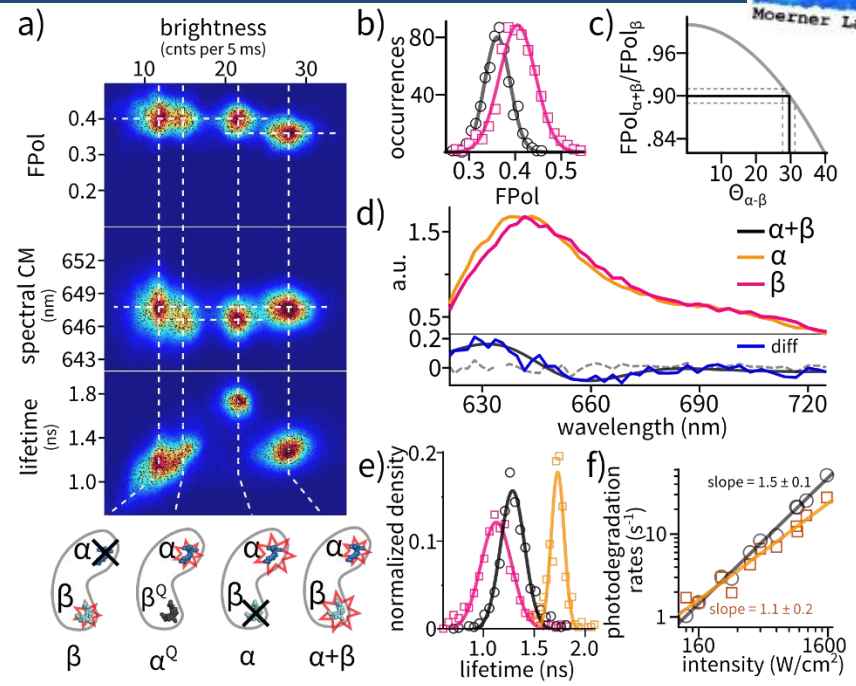 Moerner La
a)
brightness
(cnts per 5 ms)
10 20 30
FPol
0.4
0.3
0.2
spectral CM
(nm)
652
649
646
643
lifetime
(ns)
1.8
1.4
1.0
α
β
β
α
β^Q
α^Q
α
β
α
α
β
α+β
b)
occurrences
80
40
0.3 0.4 0.5
FPol
c)
FPol_α+β/FPol_β
.96
.90
.84
10 20 30 40
Θ_α-β
d)
a.u.
1.5
0.5
0.2
0
α+β
α
β
diff
630 660 690 720
wavelength (nm)
e)
normalized density
0.2
0.1
0
1.0 1.5 2.0
lifetime (ns)
f)
photodegradation
rates (s⁻¹)
10
1
slope = 1.5 ± 0.1
slope = 1.1 ± 0.2
160 1600
intensity (W/cm²)